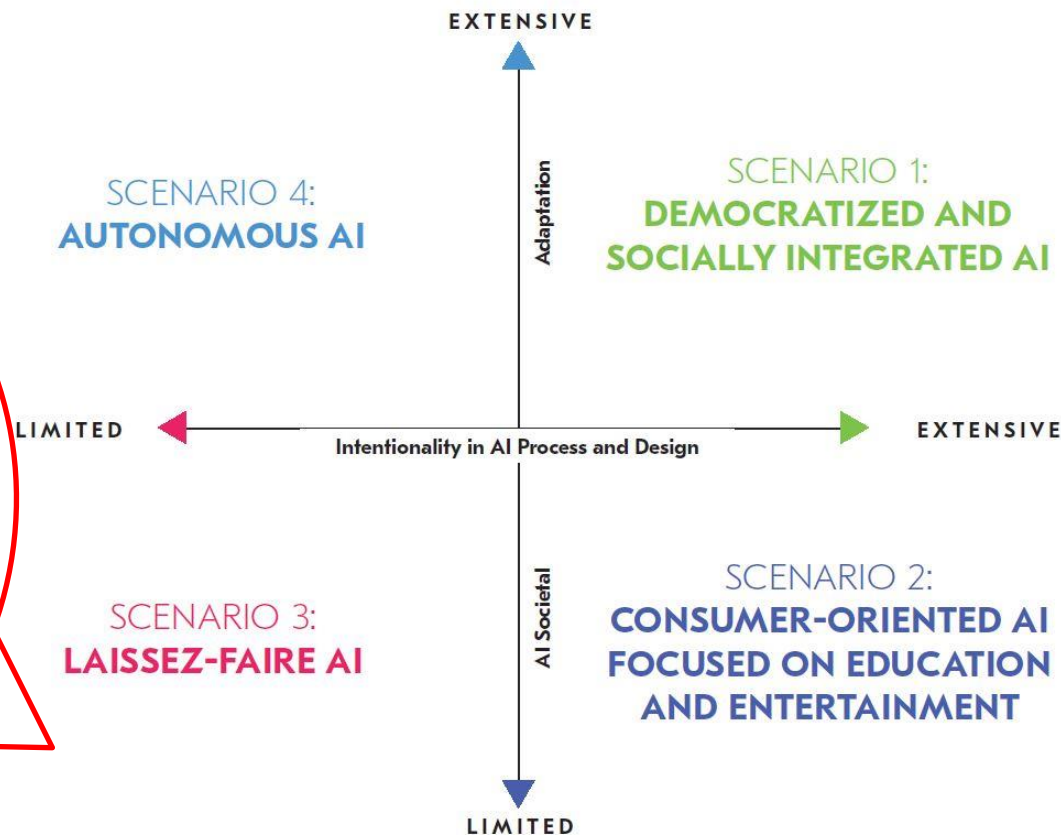 EXTENSIVE
SCENARIO 4:
AUTONOMOUS AI
Adaptation
SCENARIO 1:
DEMOCRATIZED AND
SOCIALLY INTEGRATED AI
LIMITED
Intentionality in AI Process and Design
EXTENSIVE
SCENARIO 3:
LAISSEZ-FAIRE AI
AI Societal
SCENARIO 2:
CONSUMER-ORIENTED AI
FOCUSED ON EDUCATION
AND ENTERTAINMENT
LIMITED